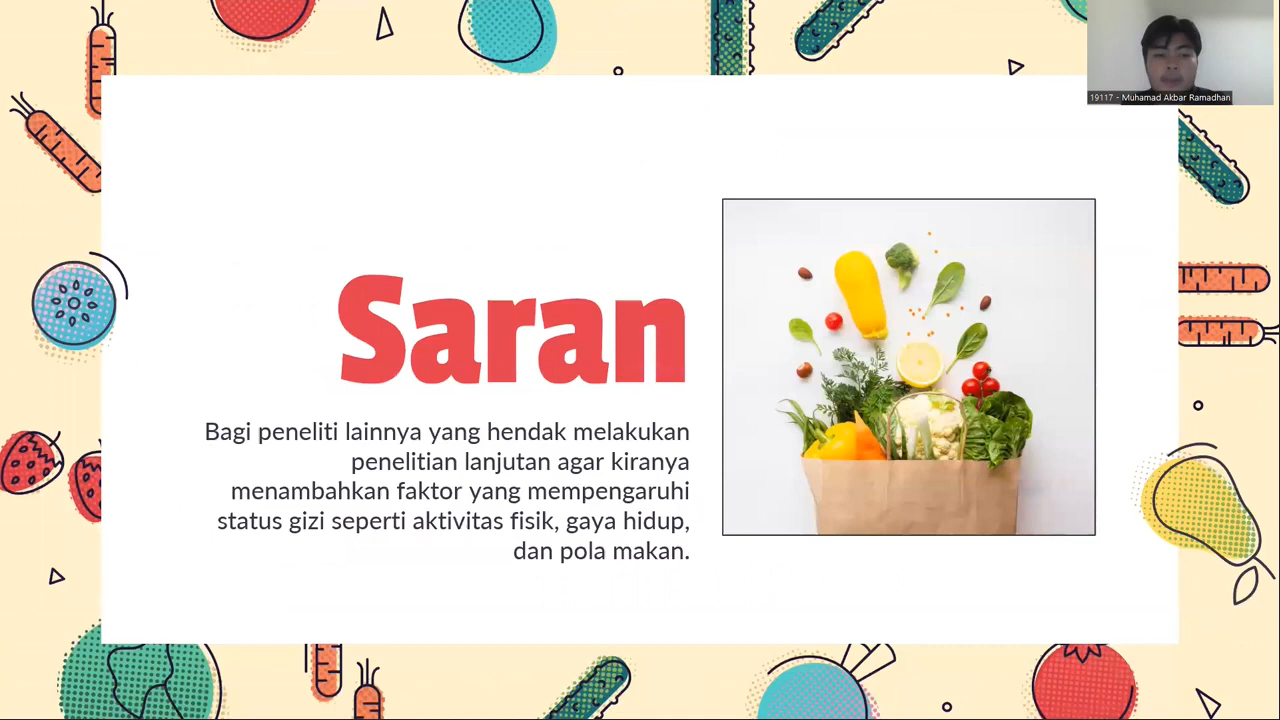 19117 - Muhamad Akbar Ramadhan
Saran
Bagi peneliti lainnya yang hendak melakukan
penelitian lanjutan agar kiranya
menambahkan faktor yang mempengaruhi
status gizi seperti aktivitas fisik, gaya hidup,
dan pola makan.